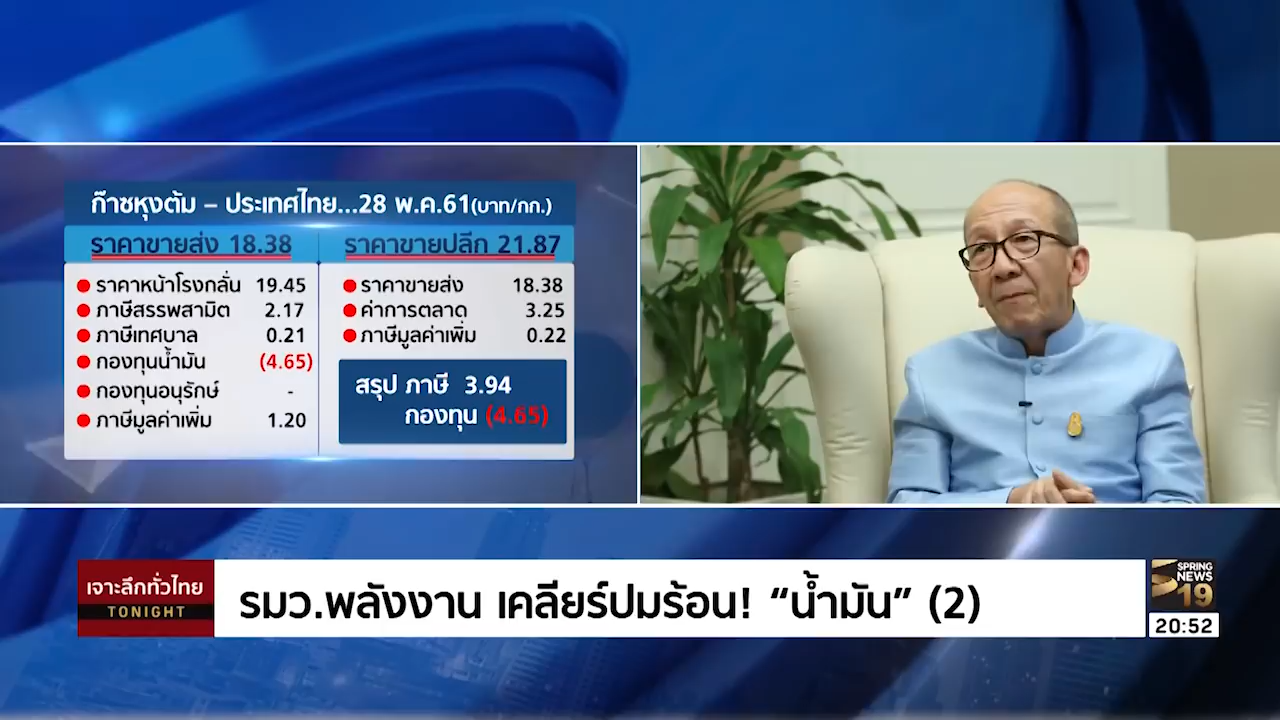 ก๊าซหุงต้ม – ประเทศไทย...28 พ.ค.61(บาท/กก.)
ราคาขายส่ง 18.38
ราคาหน้าโรงกลั่น 19.45
ภาษีสรรพสามิต 2.17
ภาษีเทศบาล 0.21
กองทุนน้ำมัน (4.65)
กองทุนอนุรักษ์ -
ภาษีมูลค่าเพิ่ม 1.20
ราคาขายปลีก 21.87
ราคาขายส่ง 18.38
ค่าการตลาด 3.25
ภาษีมูลค่าเพิ่ม 0.22
สรุป ภาษี 3.94
กองทุน (4.65)
เจาะลึกทั่วไทย
TONIGHT
รมว.พลังงาน เคลียร์ปมร้อน! “น้ำมัน” (2)
SPRING
NEWS
19
20:52